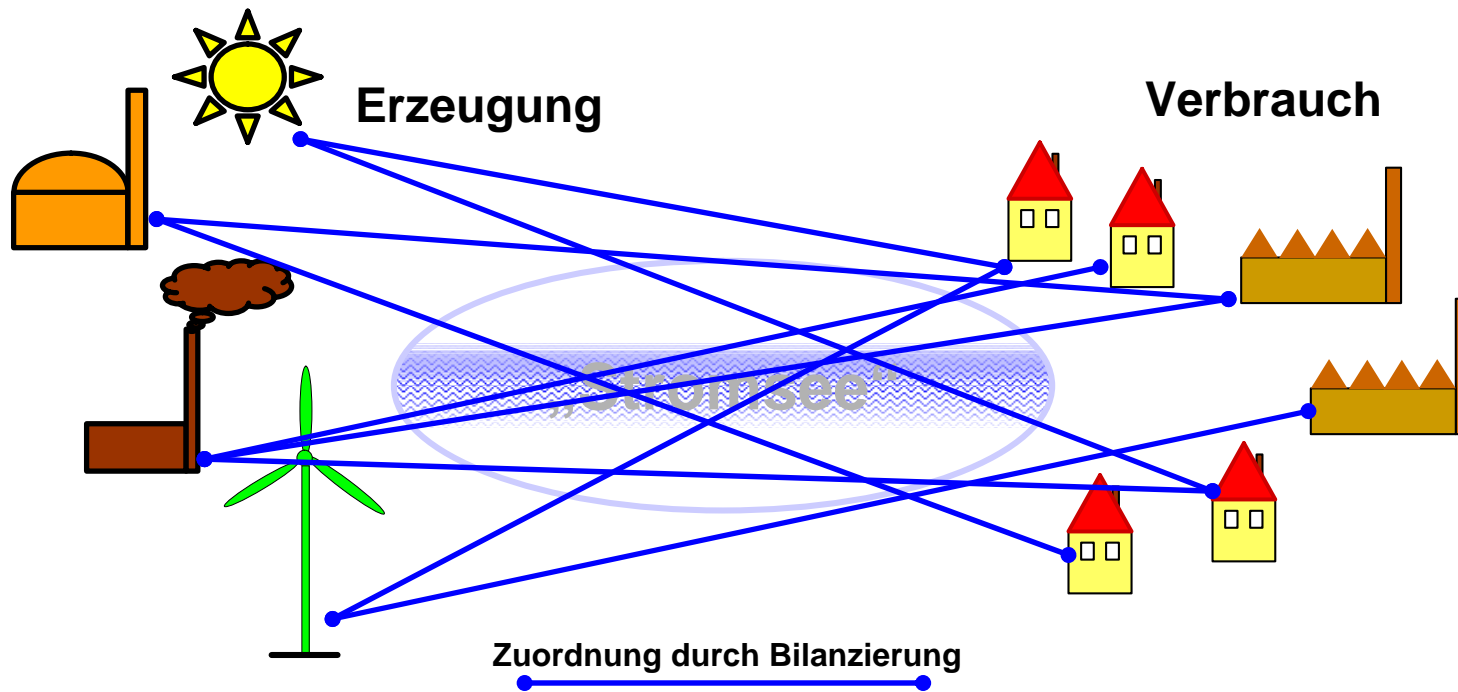 Erzeugung
Verbrauch
„Stromsee“
Zuordnung durch Bilanzierung